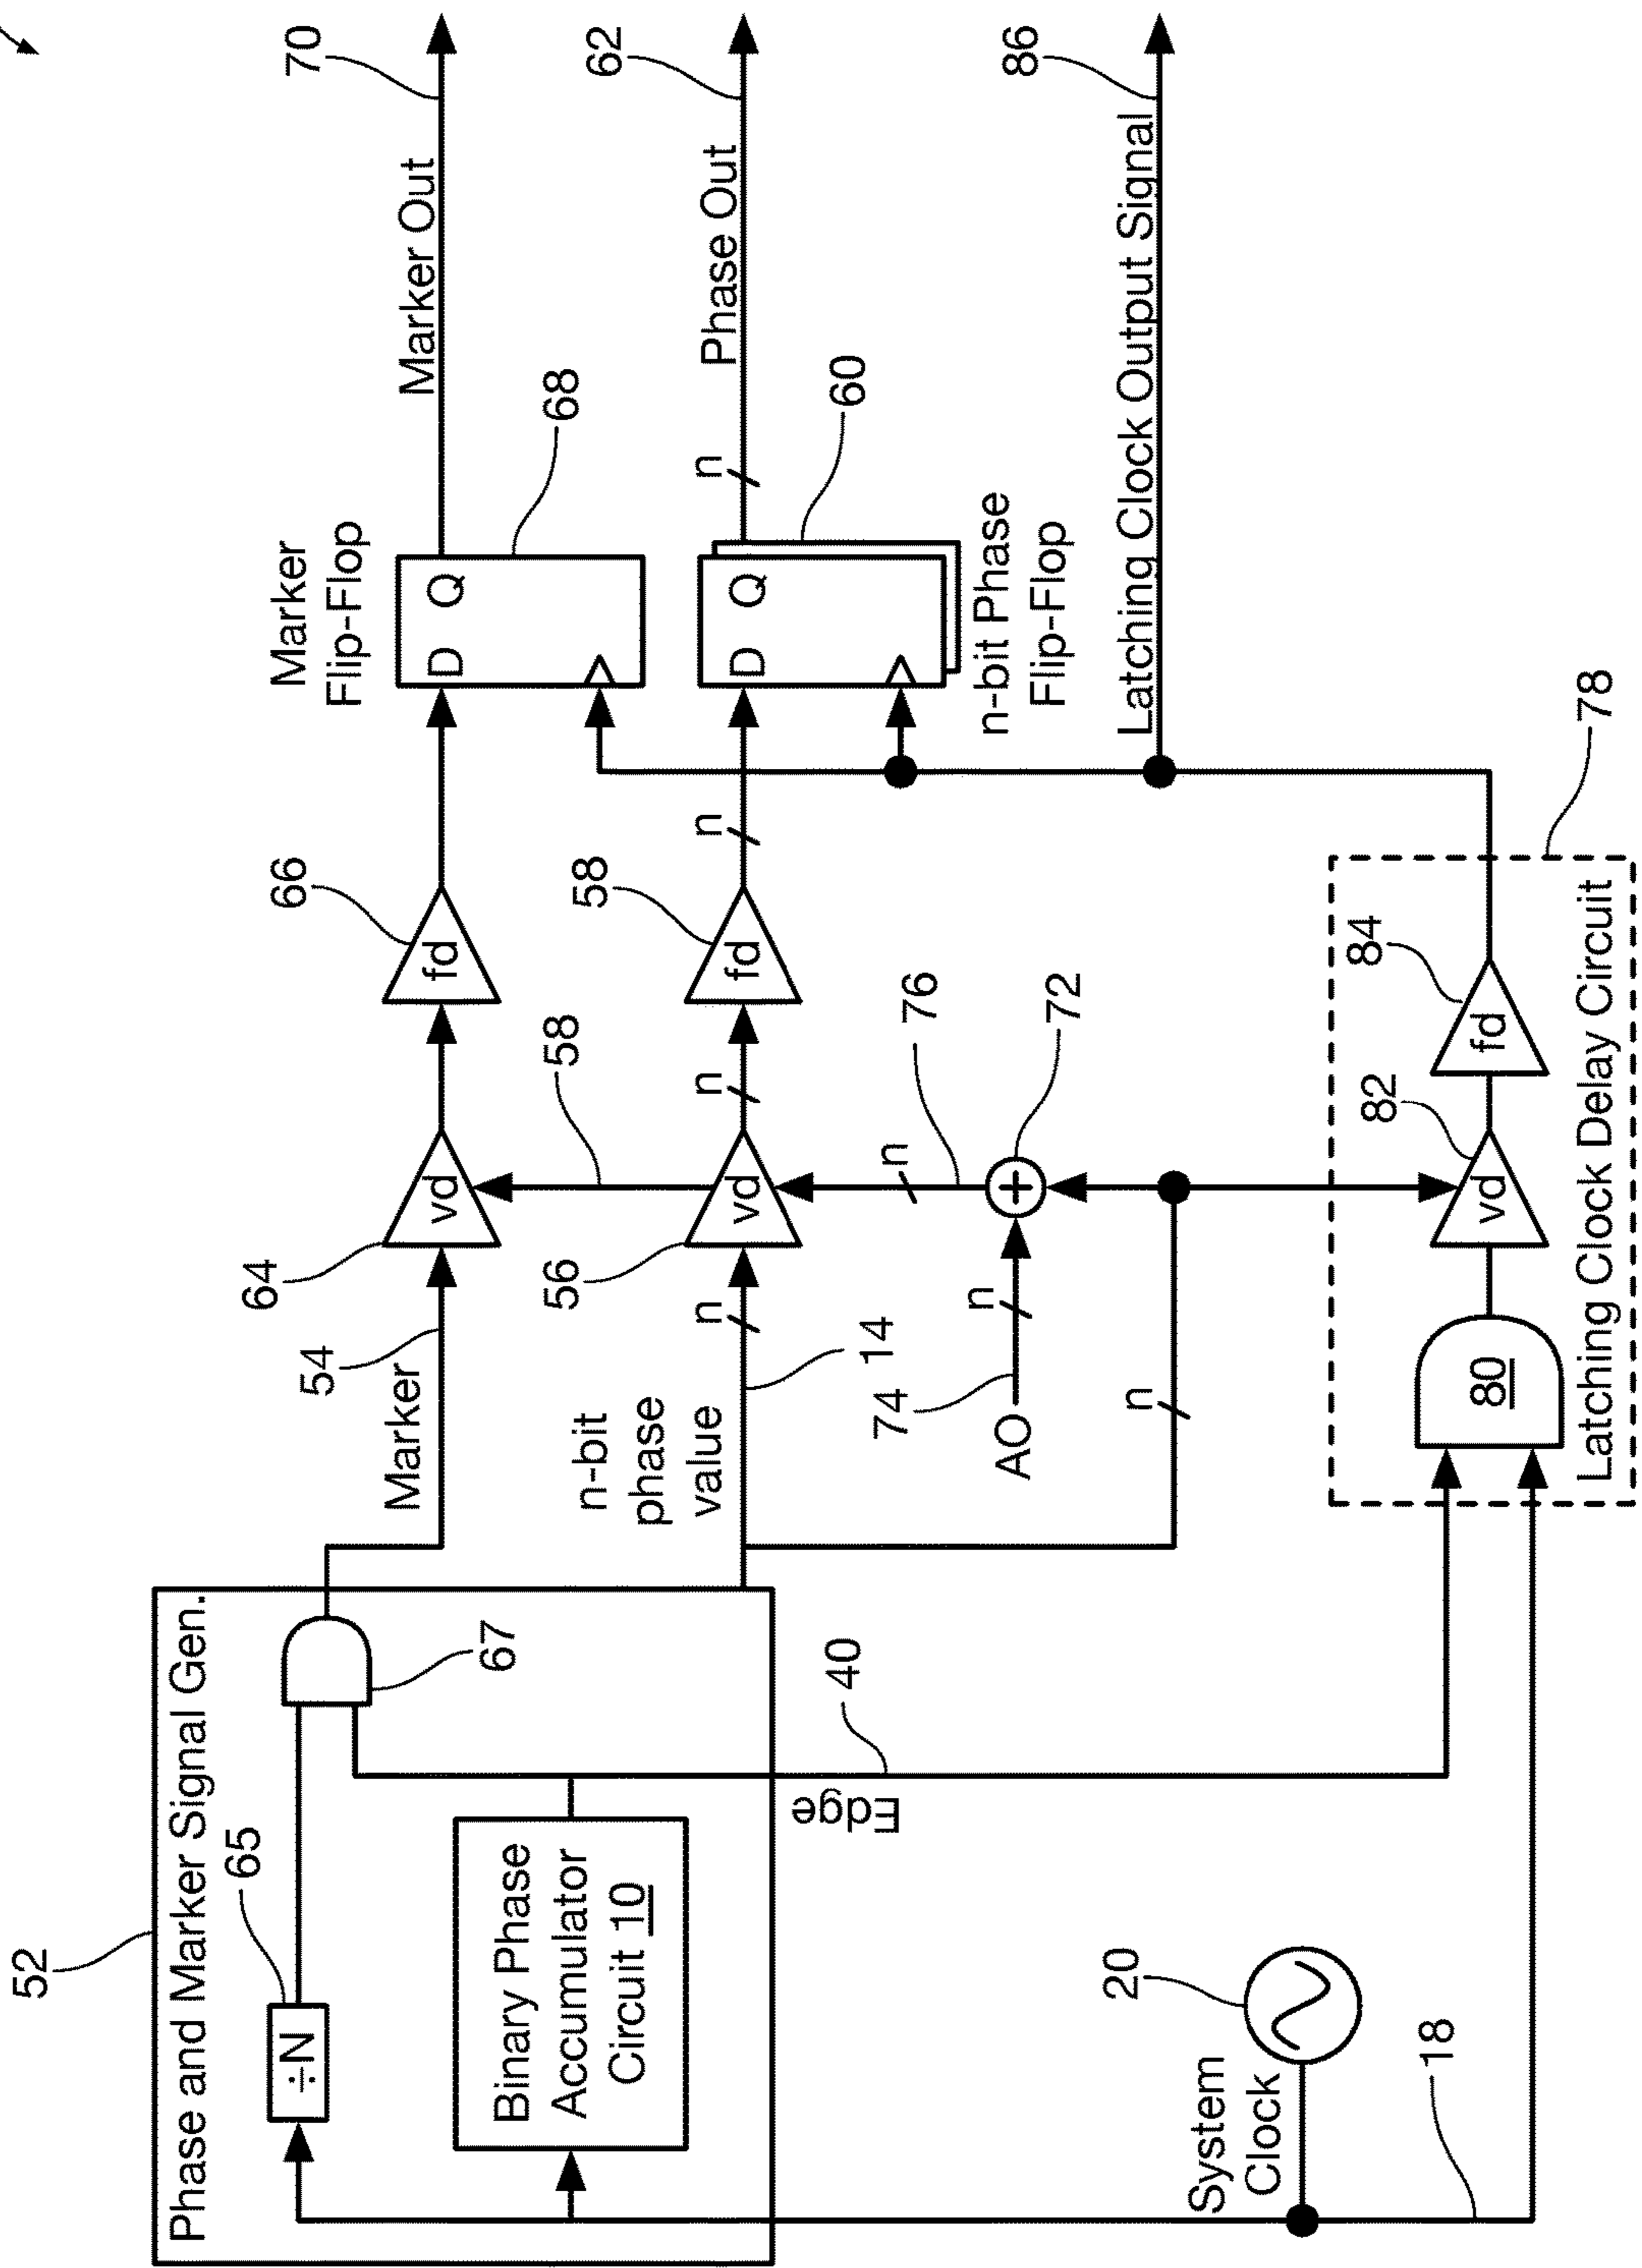 52
Phase and Marker Signal Gen.
65
÷N
67
Binary Phase
Accumulator
Circuit 10
Edge
40
System
Clock
20
18
Marker
54
64
vd
66
fd
Marker
Flip-Flop
D Q
68
Marker Out
70
n-bit
phase
value
n
14
56
vd
58
n
58
fd
n
D Q
n-bit Phase
Flip-Flop
60
n
Phase Out
62
AO
74
n
72
+
76
n
n
80
82
vd
84
fd
78
Latching Clock Delay Circuit
Latching Clock Output Signal
86